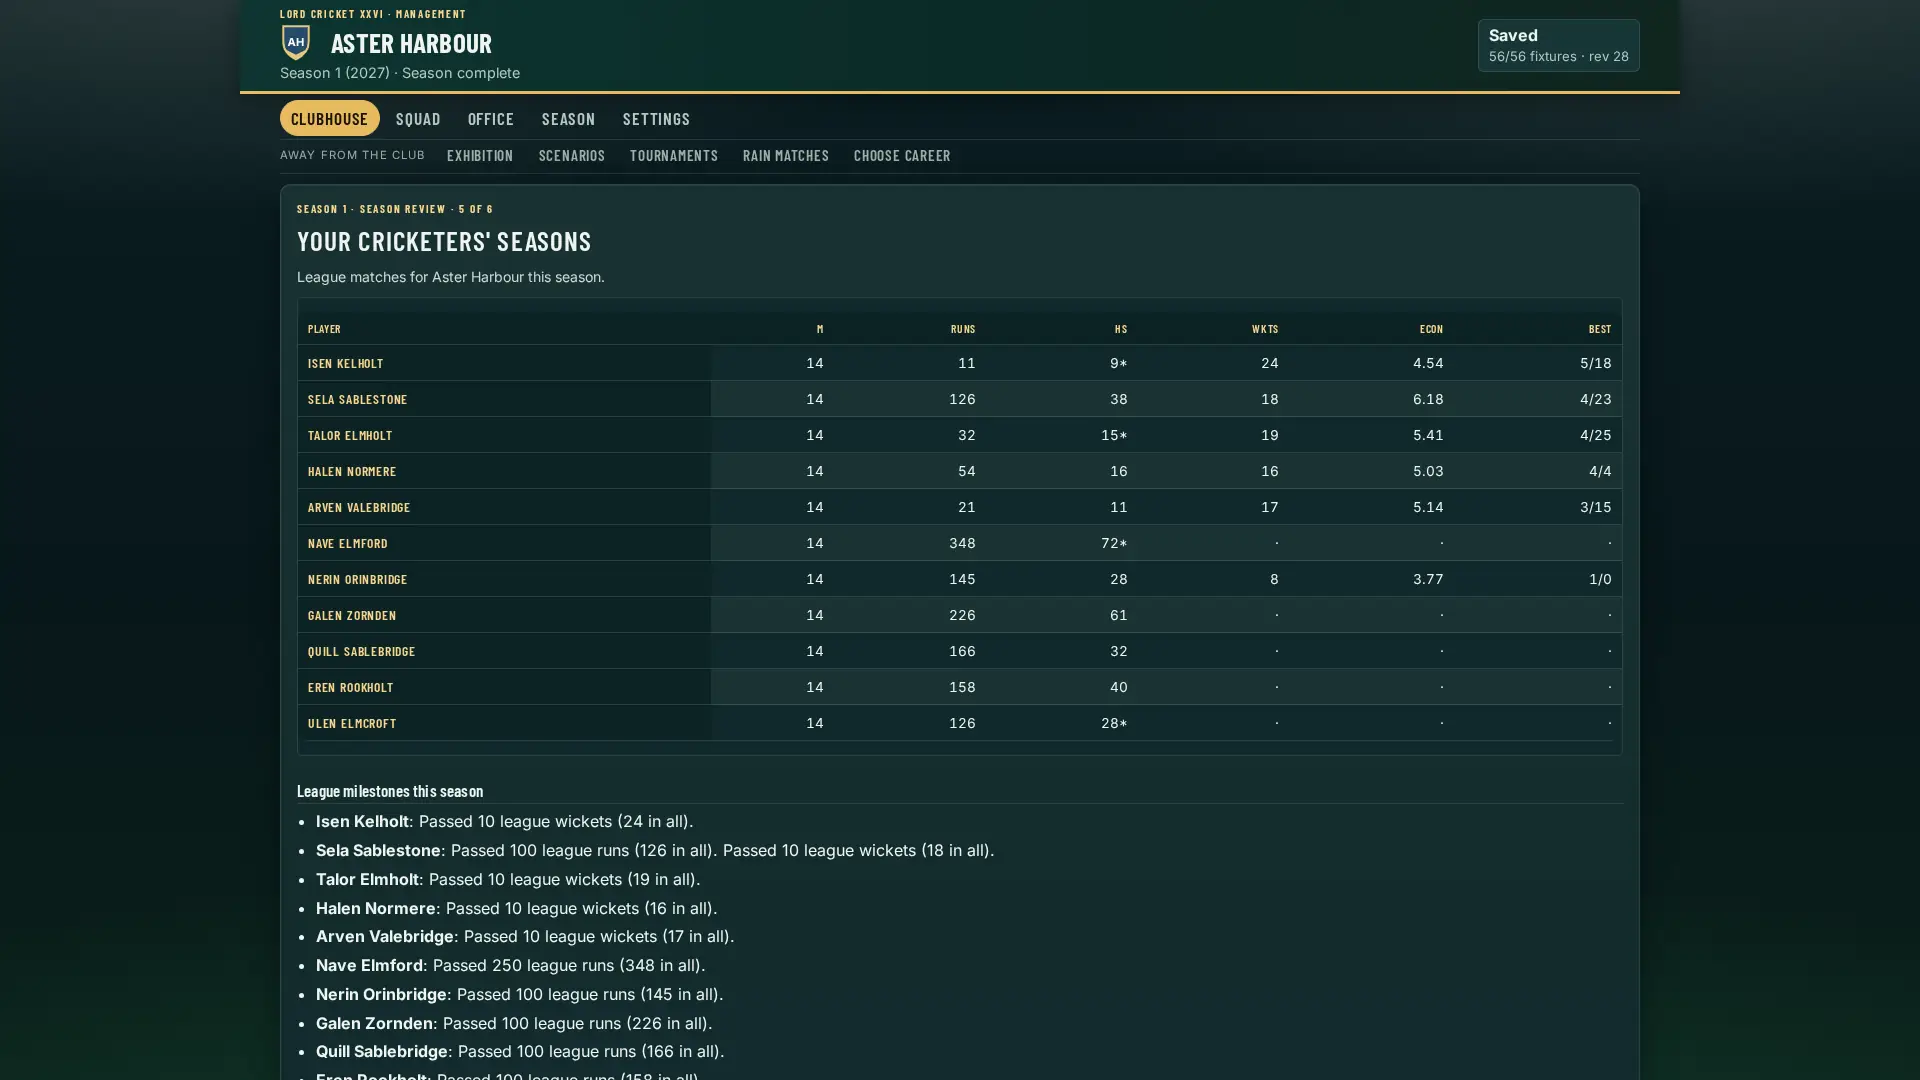 LORD CRICKET XXVI · MANAGEMENT
AH
ASTER HARBOUR
Season 1 (2027) · Season complete
Saved
56/56 fixtures · rev 28
CLUBHOUSE SQUAD OFFICE SEASON SETTINGS
AWAY FROM THE CLUB EXHIBITION SCENARIOS TOURNAMENTS RAIN MATCHES CHOOSE CAREER
SEASON 1 · SEASON REVIEW · 5 OF 6
YOUR CRICKETERS' SEASONS
League matches for Aster Harbour this season.
PLAYER M RUNS HS WKTS ECON BEST
ISEN KELHOLT 14 11 9* 24 4.54 5/18
SELA SABLESTONE 14 126 38 18 6.18 4/23
TALOR ELMHOLT 14 32 15* 19 5.41 4/25
HALEN NORMERE 14 54 16 16 5.03 4/4
ARVEN VALEBRIDGE 14 21 11 17 5.14 3/15
NAVE ELMFORD 14 348 72* · · ·
NERIN ORINBRIDGE 14 145 28 8 3.77 1/0
GALEN ZORNDEN 14 226 61 · · ·
QUILL SABLEBRIDGE 14 166 32 · · ·
EREN ROOKHOLT 14 158 40 · · ·
ULEN ELMCROFT 14 126 28* · · ·
League milestones this season
• Isen Kelholt: Passed 10 league wickets (24 in all).
• Sela Sablestone: Passed 100 league runs (126 in all). Passed 10 league wickets (18 in all).
• Talor Elmholt: Passed 10 league wickets (19 in all).
• Halen Normere: Passed 10 league wickets (16 in all).
• Arven Valebridge: Passed 10 league wickets (17 in all).
• Nave Elmford: Passed 250 league runs (348 in all).
• Nerin Orinbridge: Passed 100 league runs (145 in all).
• Galen Zornden: Passed 100 league runs (226 in all).
• Quill Sablebridge: Passed 100 league runs (166 in all).
Eren Rookholt: Passed 100 league runs (158 in all).